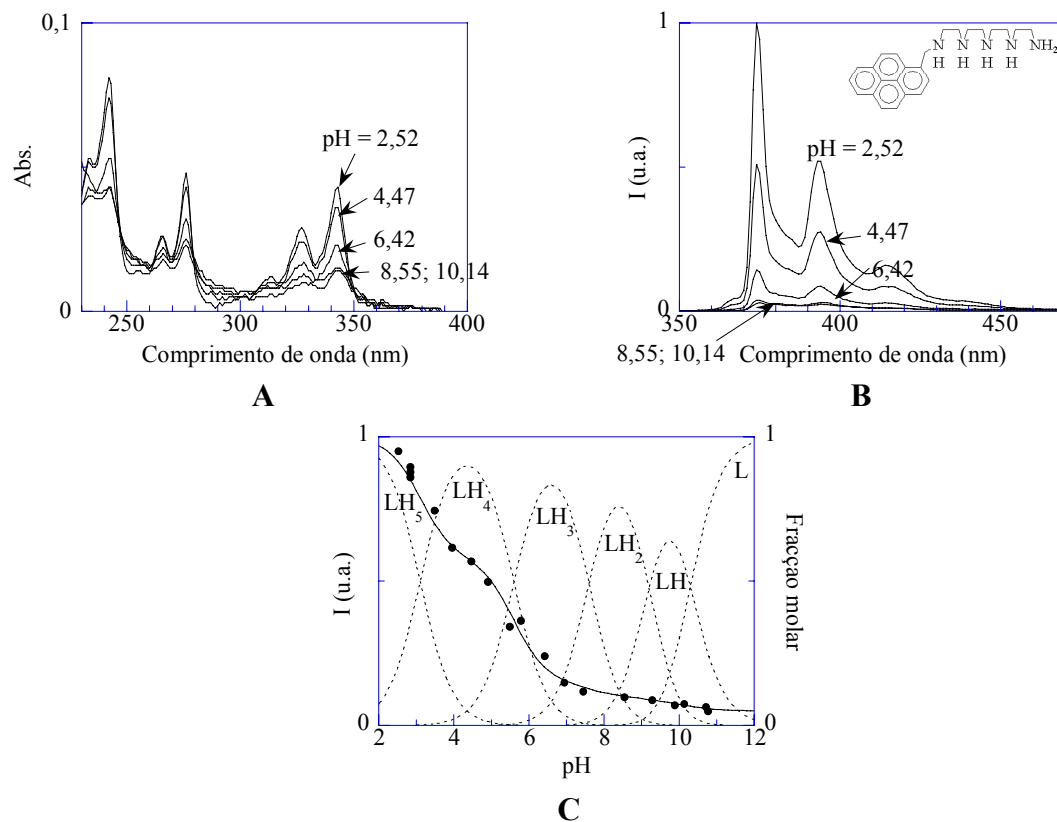 0,1
Abs.
pH = 2,52
4,47
6,42
8,55; 10,14
0
250
300
350
400
Comprimento de onda (nm)
A
1
I (u.a.)
N N N N NH2
H H H H
pH = 2,52
4,47
6,42
0
350
400
450
8,55; 10,14
Comprimento de onda (nm)
B
1
1
LH5
LH4
LH3
LH2
LH
L
I (u.a.)
Fracçao molar
0
0
2
4
6
8
10
12
pH
C